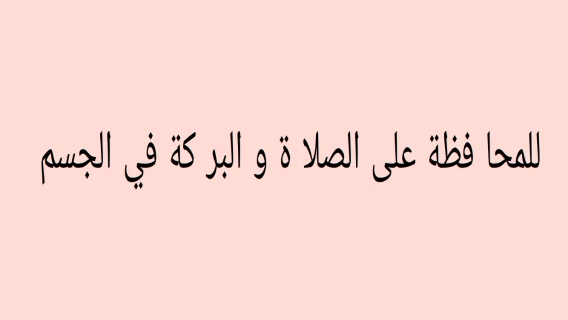 للمحا فظة على الصلا ة و البر كة في الجسم